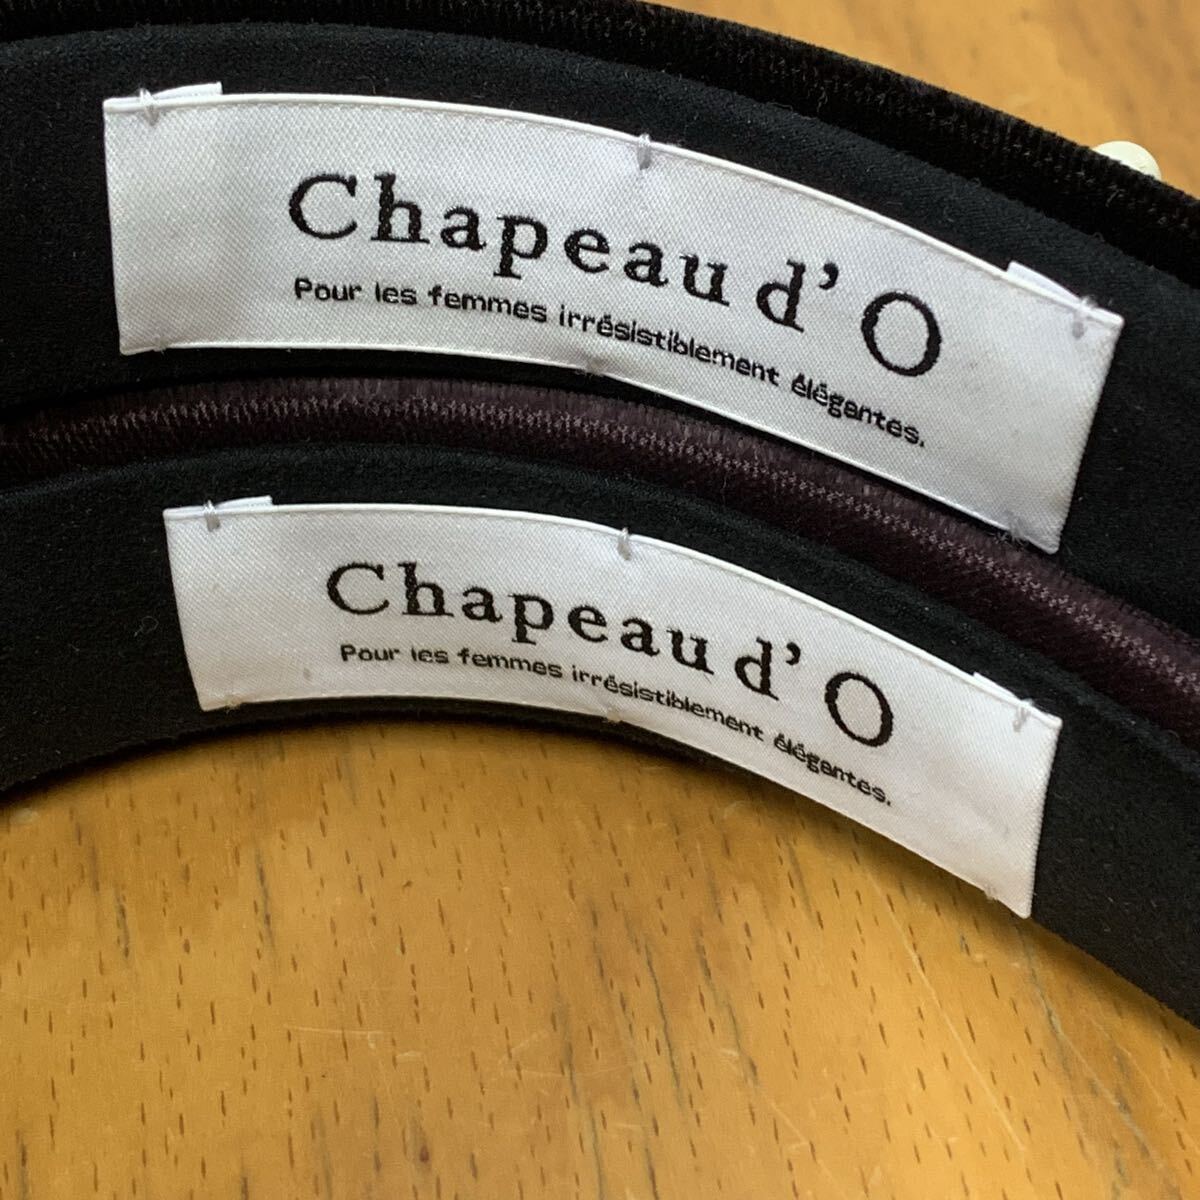 Chapeau d'O
Pour les femmes irrésistiblement élégantes.
Chapeau d'O
Pour les femmes irrésistiblement élégantes.